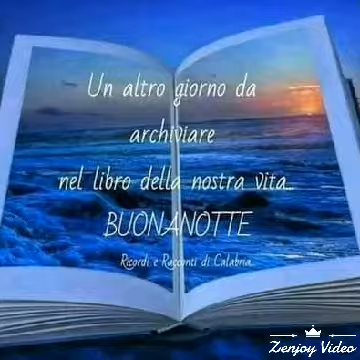 Un altro giorno da
archiviare
nel libro della nostra vita...
BUONANOTTE
Ricordi e Racconti di Calabria...
Zenjoy Video